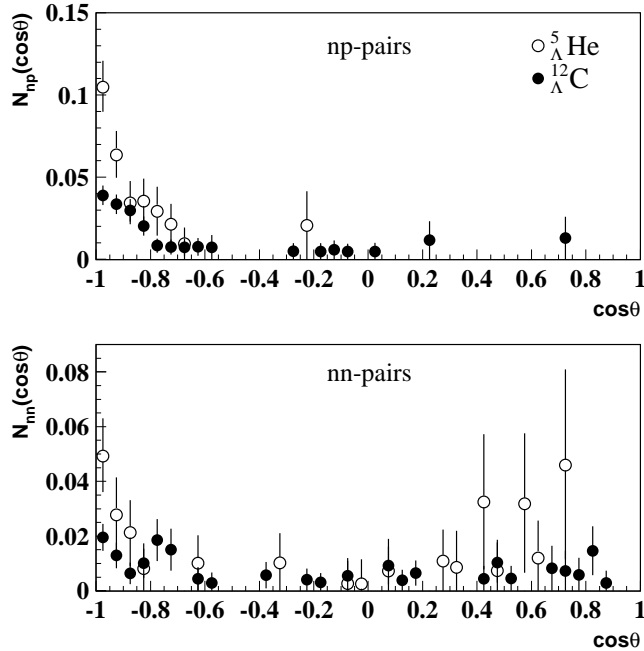 N_np(cosθ)
np-pairs
⁵_ΛHe
¹²_ΛC
0.15
0.1
0.05
0
-1 -0.8 -0.6 -0.4 -0.2 0 0.2 0.4 0.6 0.8 1
cosθ
N_nn(cosθ)
nn-pairs
0.08
0.06
0.04
0.02
0
-1 -0.8 -0.6 -0.4 -0.2 0 0.2 0.4 0.6 0.8 1
cosθ